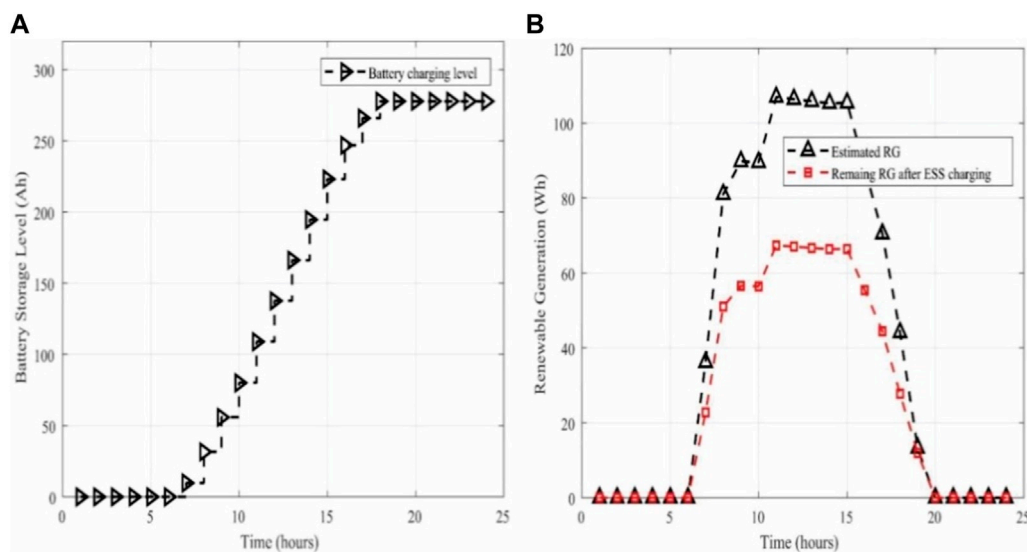 A
Battery charging level
300
250
200
150
100
50
0
Battery Storage Level (Ah)
0 5 10 15 20 25
Time (hours)
B
120
100
80
60
40
20
0
Renewable Generation (Wh)
Estimated RG
Remaing RG after ESS charging
0 5 10 15 20 25
Time (hours)